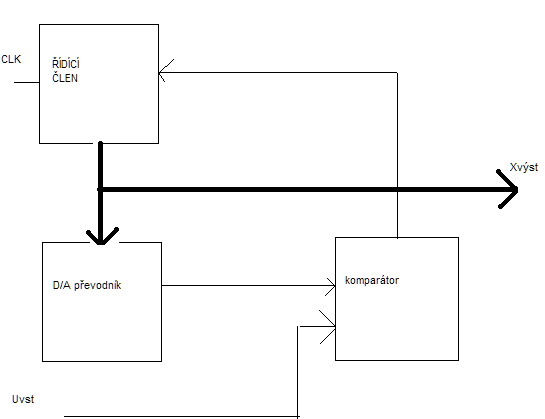 CLK
ŘÍDÍCÍ
ČLEN
Xvýst
D/A převodník
komparátor
Uvst